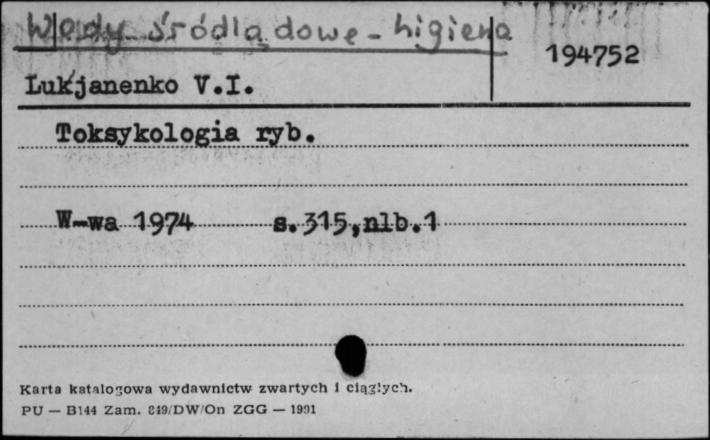 Wody śródlądowe - higiena
194752
Łukjanenko V.I.
Toksykologia ryb.
W-wa 1974 s.315,nlb.1
Karta katalogowa wydawnictw zwartych i ciągłych.
PU — B144 Zam. 849/DW/On ZGG — 1991